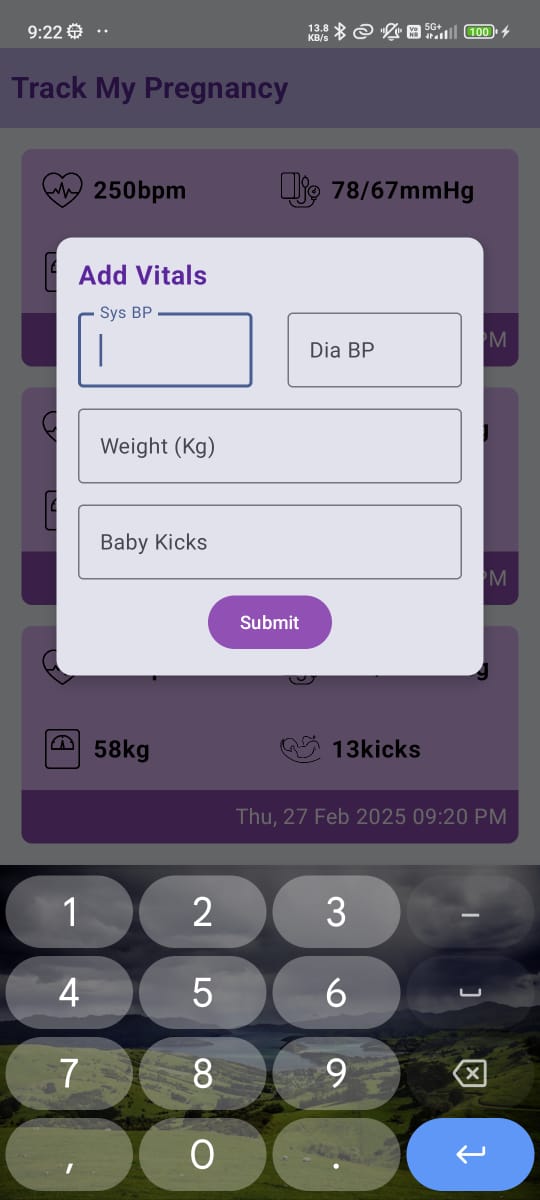 9:22
13.8 KB/s
5G+
100
Track My Pregnancy
250bpm
78/67mmHg
Add Vitals
Sys BP
Dia BP
PM
Weight (Kg)
Baby Kicks
PM
Submit
58kg
13kicks
Thu, 27 Feb 2025 09:20 PM
1 2 3 –
4 5 6
7 8 9
, 0 .